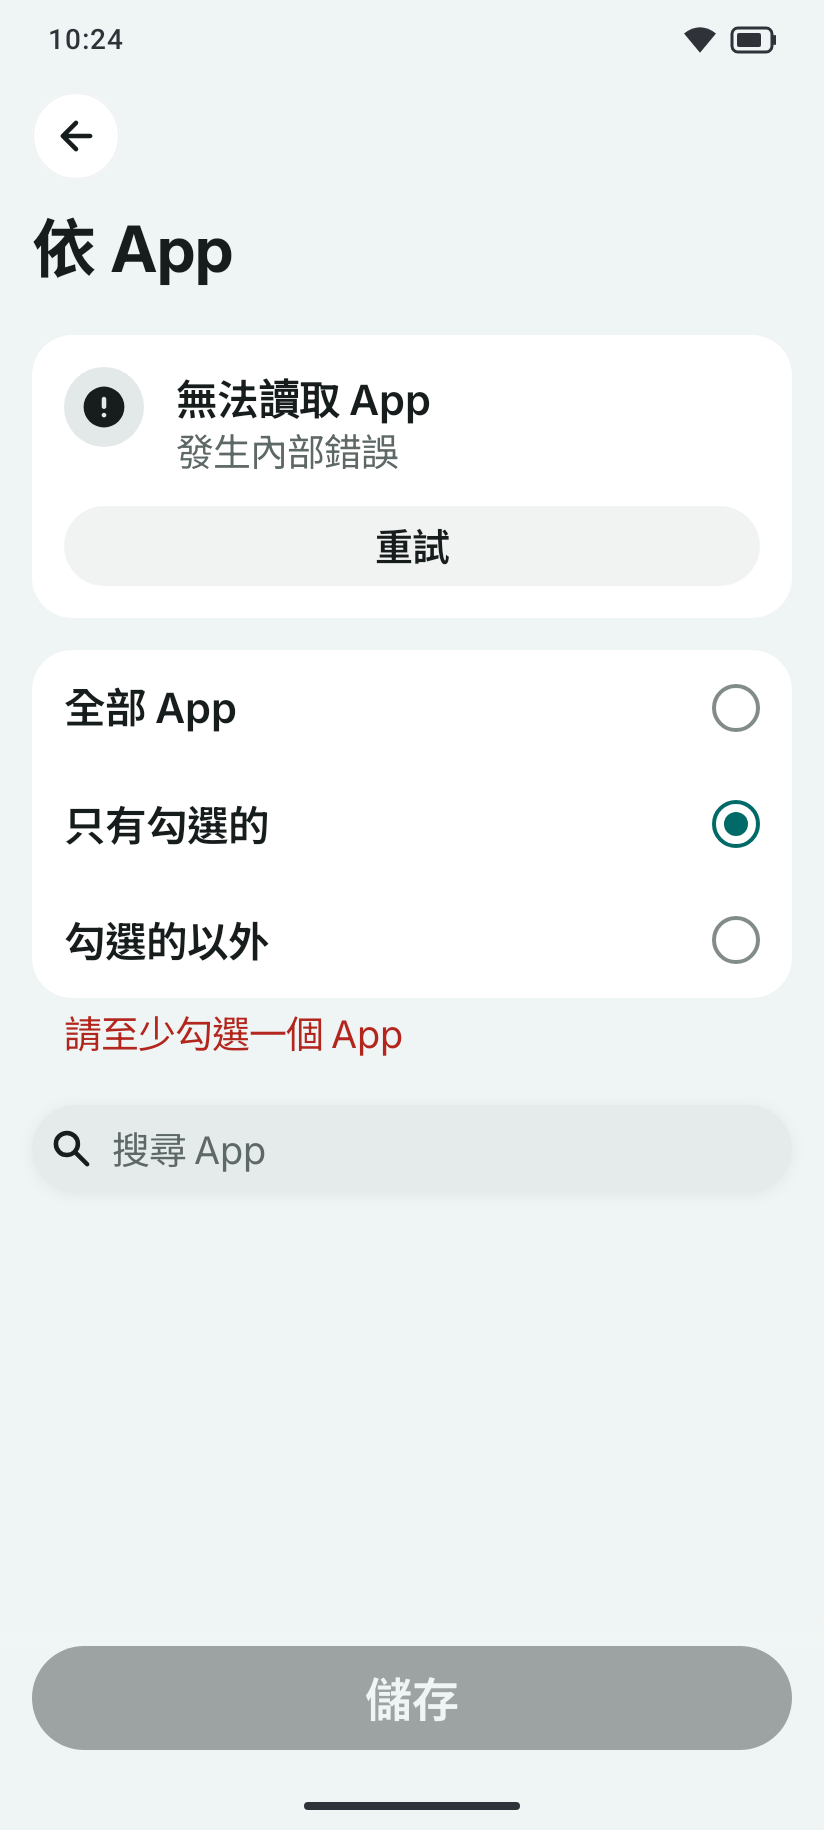 10:24
依 App
無法讀取 App
發生內部錯誤
重試
全部 App
只有勾選的
勾選的以外
請至少勾選一個 App
搜尋 App
儲存